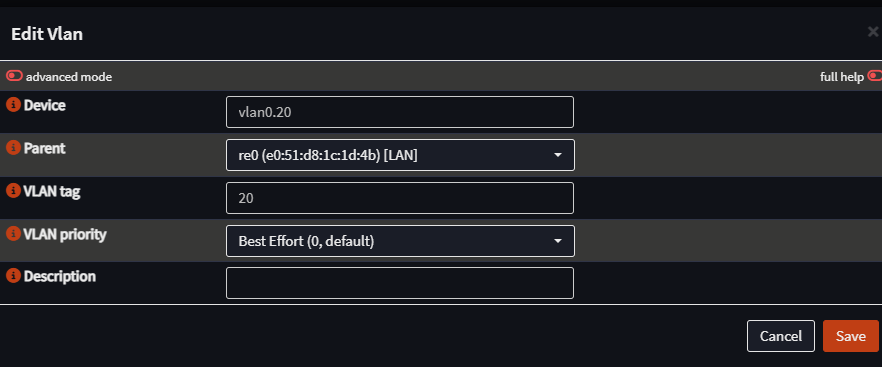 Edit Vlan
advanced mode full help
Device vlan0.20
Parent re0 (e0:51:d8:1c:1d:4b) [LAN]
VLAN tag 20
VLAN priority Best Effort (0, default)
Description
Cancel Save